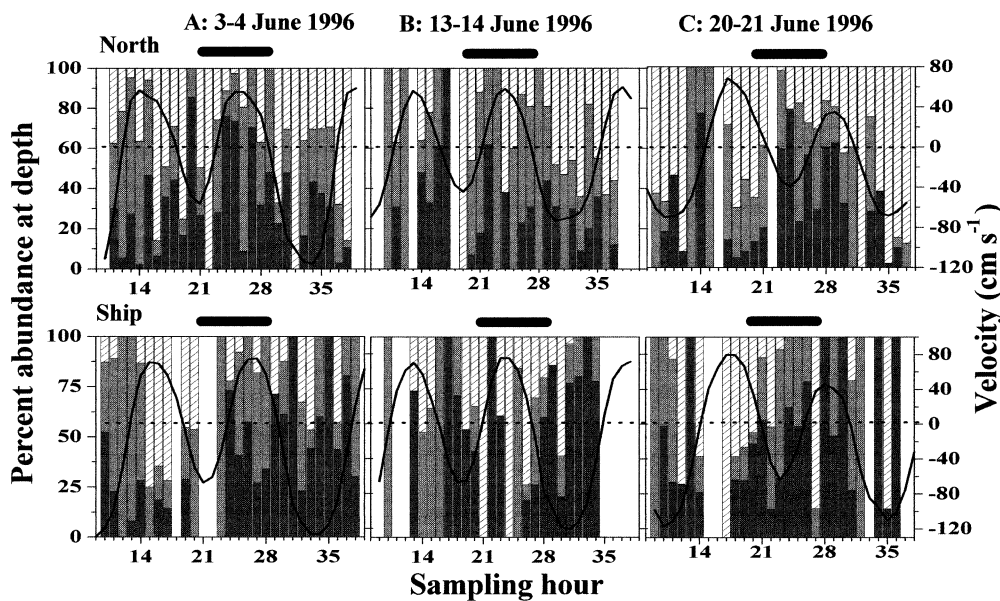 A: 3-4 June 1996 B: 13-14 June 1996 C: 20-21 June 1996
North
100 80 60 40 20 0
80 40 0 -40 -80 -120
14 21 28 35 14 21 28 35 14 21 28 35
Ship
100 75 50 25 0
80 40 0 -40 -80 -120
14 21 28 35 14 21 28 35 14 21 28 35
Percent abundance at depth
Velocity (cm s-1)
Sampling hour